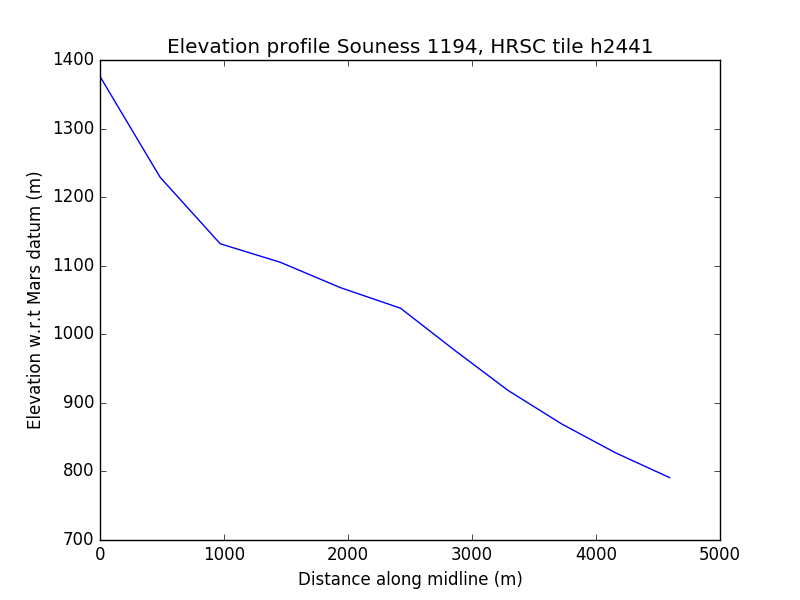 Elevation profile Souness 1194, HRSC tile h2441
1400
1300
1200
1100
1000
900
800
700
Elevation w.r.t Mars datum (m)
0 1000 2000 3000 4000 5000
Distance along midline (m)